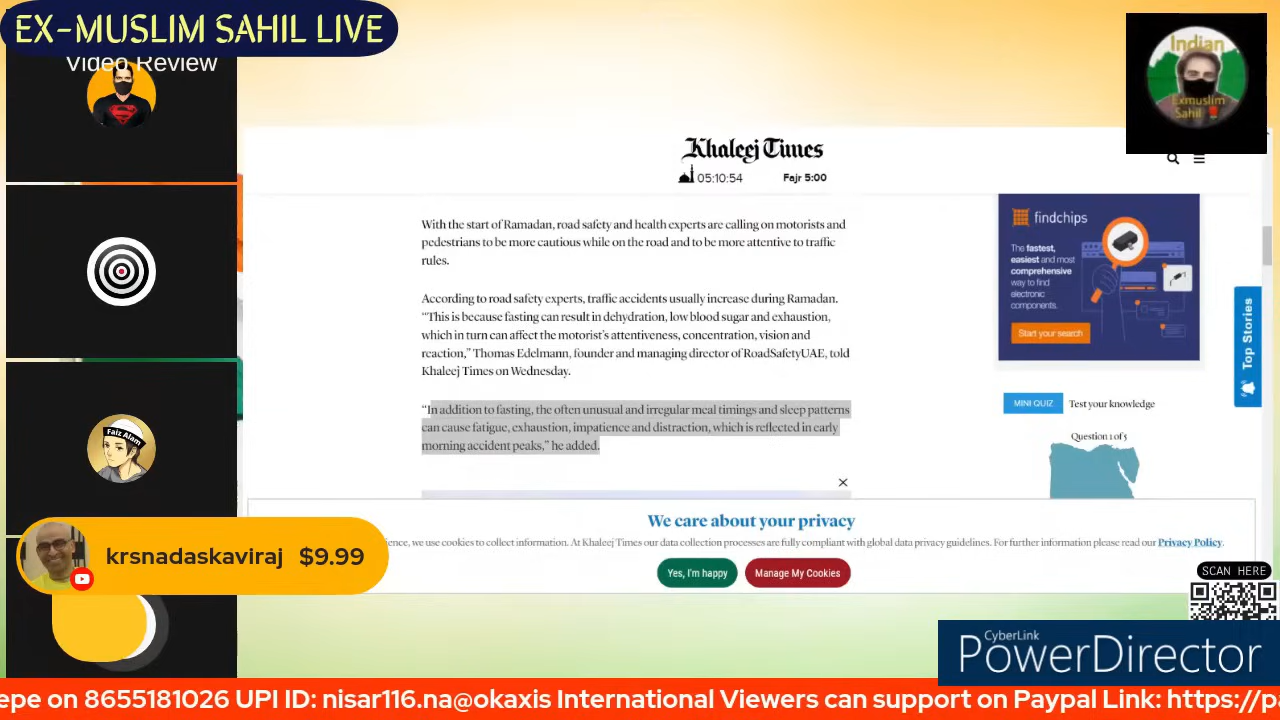 EX-MUSLIM SAHIL LIVE
Video Review
Indian
Exmuslim
Sahil
Khaleej Times
05:10:54 Fajr 5:00
With the start of Ramadan, road safety and health experts are calling on motorists and
pedestrians to be more cautious while on the road and to be more attentive to traffic
rules.
According to road safety experts, traffic accidents usually increase during Ramadan.
“This is because fasting can result in dehydration, low blood sugar and exhaustion,
which in turn can affect the motorist's attentiveness, concentration, vision and
reaction,” Thomas Edelmann, founder and managing director of RoadSafetyUAE, told
Khaleej Times on Wednesday.
“In addition to fasting, the often unusual and irregular meal timings and sleep patterns
can cause fatigue, exhaustion, impatience and distraction, which is reflected in early
morning accident peaks,” he added.
findchips
The fastest,
easiest and most
comprehensive
way to find
electronic
components.
Start your search
Top Stories
MINI QUIZ Test your knowledge
Question 1 of 5
Faiz Alam
krsnadaskaviraj $9.99
We care about your privacy
ience, we use cookies to collect information. At Khaleej Times our data collection processes are fully compliant with global data privacy guidelines. For further information please read our Privacy Policy.
Yes, I'm happy
Manage My Cookies
SCAN HERE
CyberLink
PowerDirector
epe on 8655181026 UPI ID: nisar116.na@okaxis International Viewers can support on Paypal Link: https://p